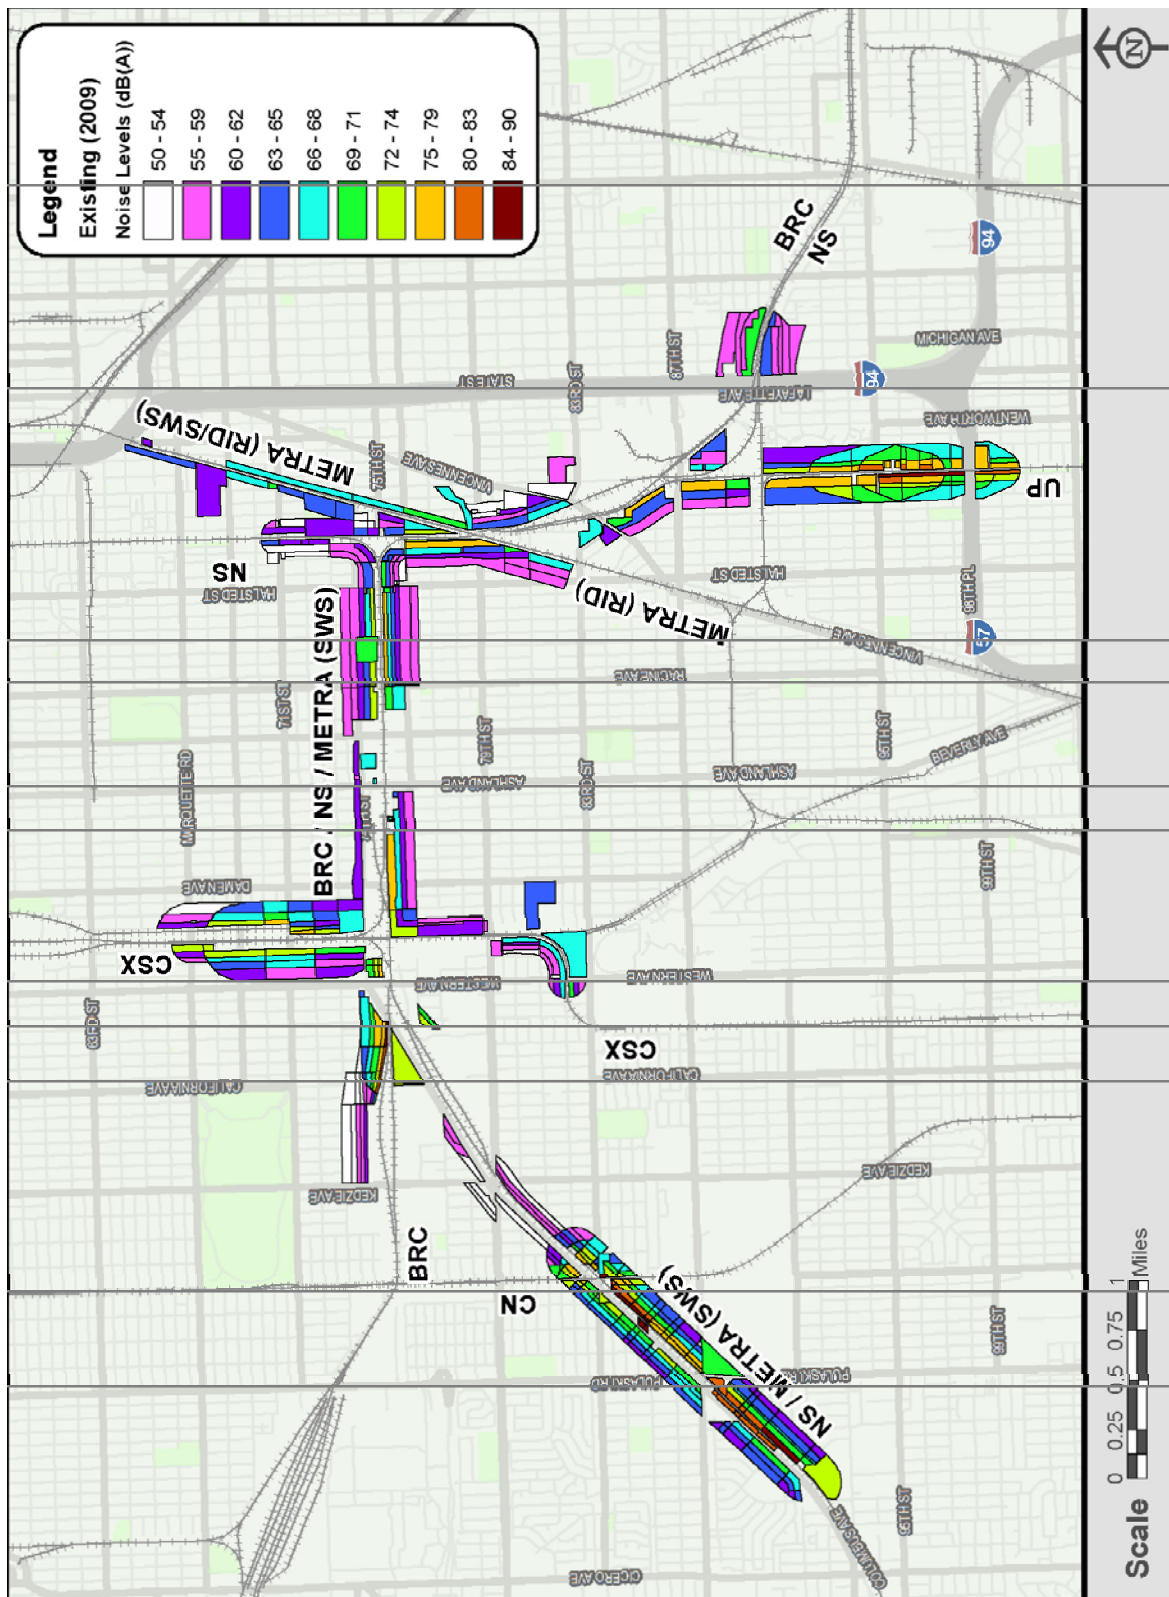 Legend
Existing (2009)
Noise Levels (dB(A))
50 - 54
55 - 59
60 - 62
63 - 65
66 - 68
69 - 71
72 - 74
75 - 79
80 - 83
84 - 90
N
BRC
NS
94
MICHIGAN AVE
87TH ST
STATE ST
83RD ST
LAFAYETTE AVE
94
WENTWORTH AVE
METRA (RID/SWS)
75TH ST
VINCENNES AVE
UP
NS
HALSTED ST
METRA (RID)
HALSTED ST
98TH PL
57
VINCENNES AVE
RACINE AVE
BRC / NS / METRA (SWS)
71ST ST
79TH ST
95TH ST
BEVERLY AVE
MARQUETTE RD
ASHLAND AVE
83RD ST
ASHLAND AVE
DAMEN AVE
99TH ST
CSX
WESTERN AVE
WESTERN AVE
63RD ST
CSX
CALIFORNIA AVE
CALIFORNIA AVE
KEDZIE AVE
KEDZIE AVE
BRC
CN
NS / METRA (SWS)
99TH ST
PULASKI RD
PULASKI RD
95TH ST
COLUMBUS AVE
CICERO AVE
Scale
0 0.25 0.5 0.75 1
Miles